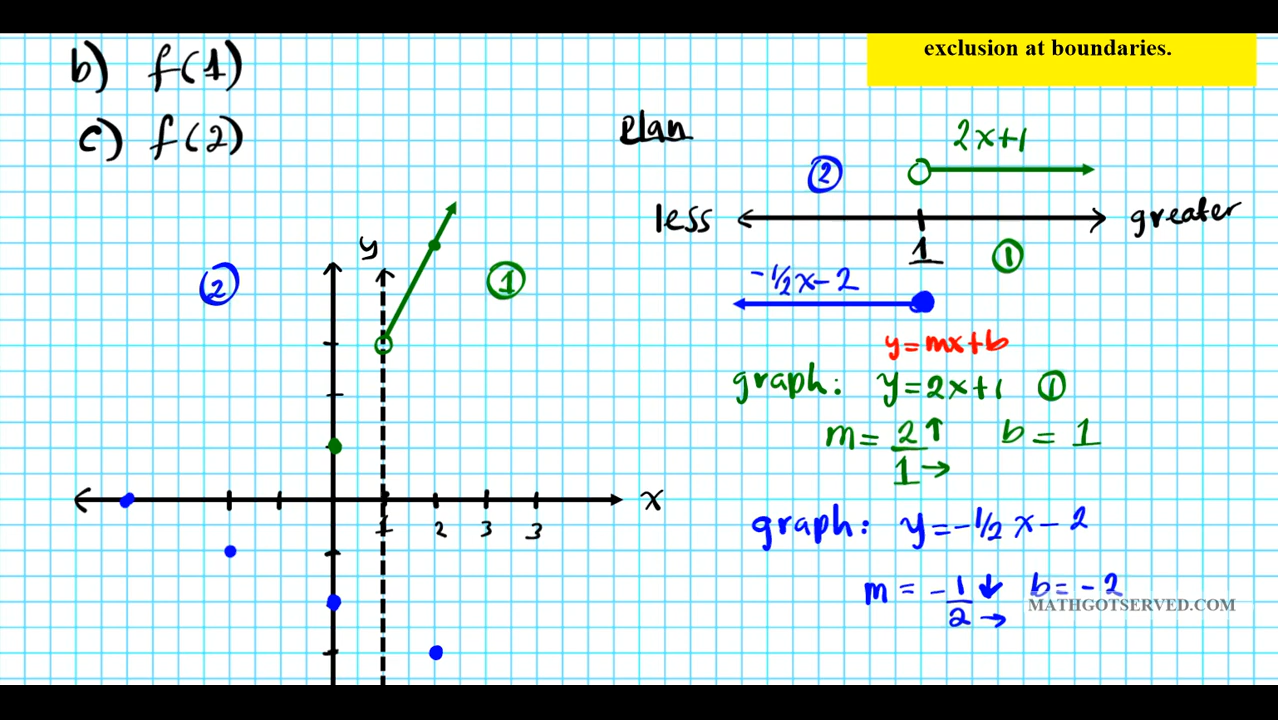 b) f(1)
c) f(2)
exclusion at boundaries.
Plan
2x+1
②
less
greater
1
①
-½x-2
y=mx+b
graph: y=2x+1 ①
m= 2↑ b = 1
1→
graph: y=-½x-2
m = -1↓ b=-2
2→
MATHGOTSERVED.COM
y
②
①
x
1 2 3 3